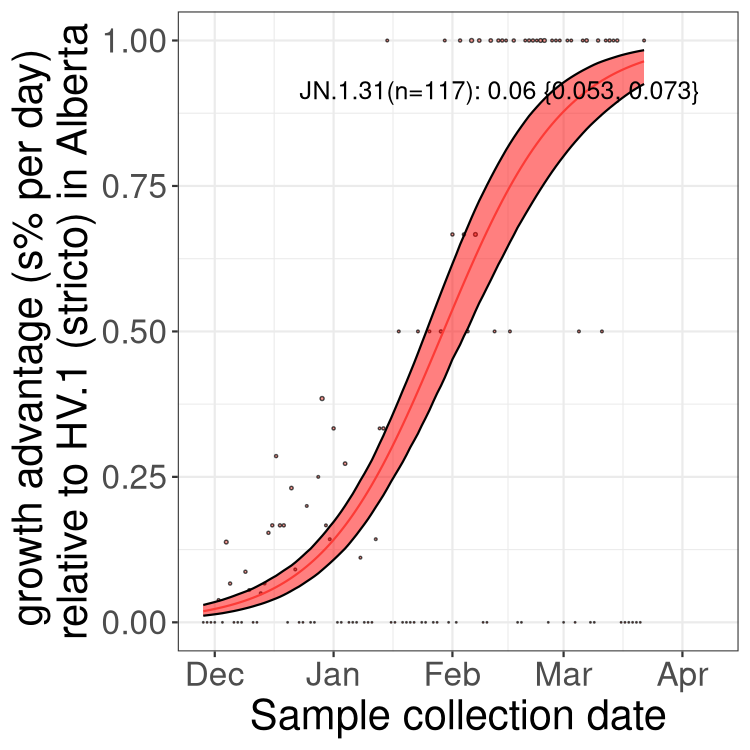 growth advantage (s% per day)
relative to HV.1 (stricto) in Alberta
1.00
0.75
0.50
0.25
0.00
JN.1.31(n=117): 0.06 {0.053, 0.073}
Dec Jan Feb Mar Apr
Sample collection date